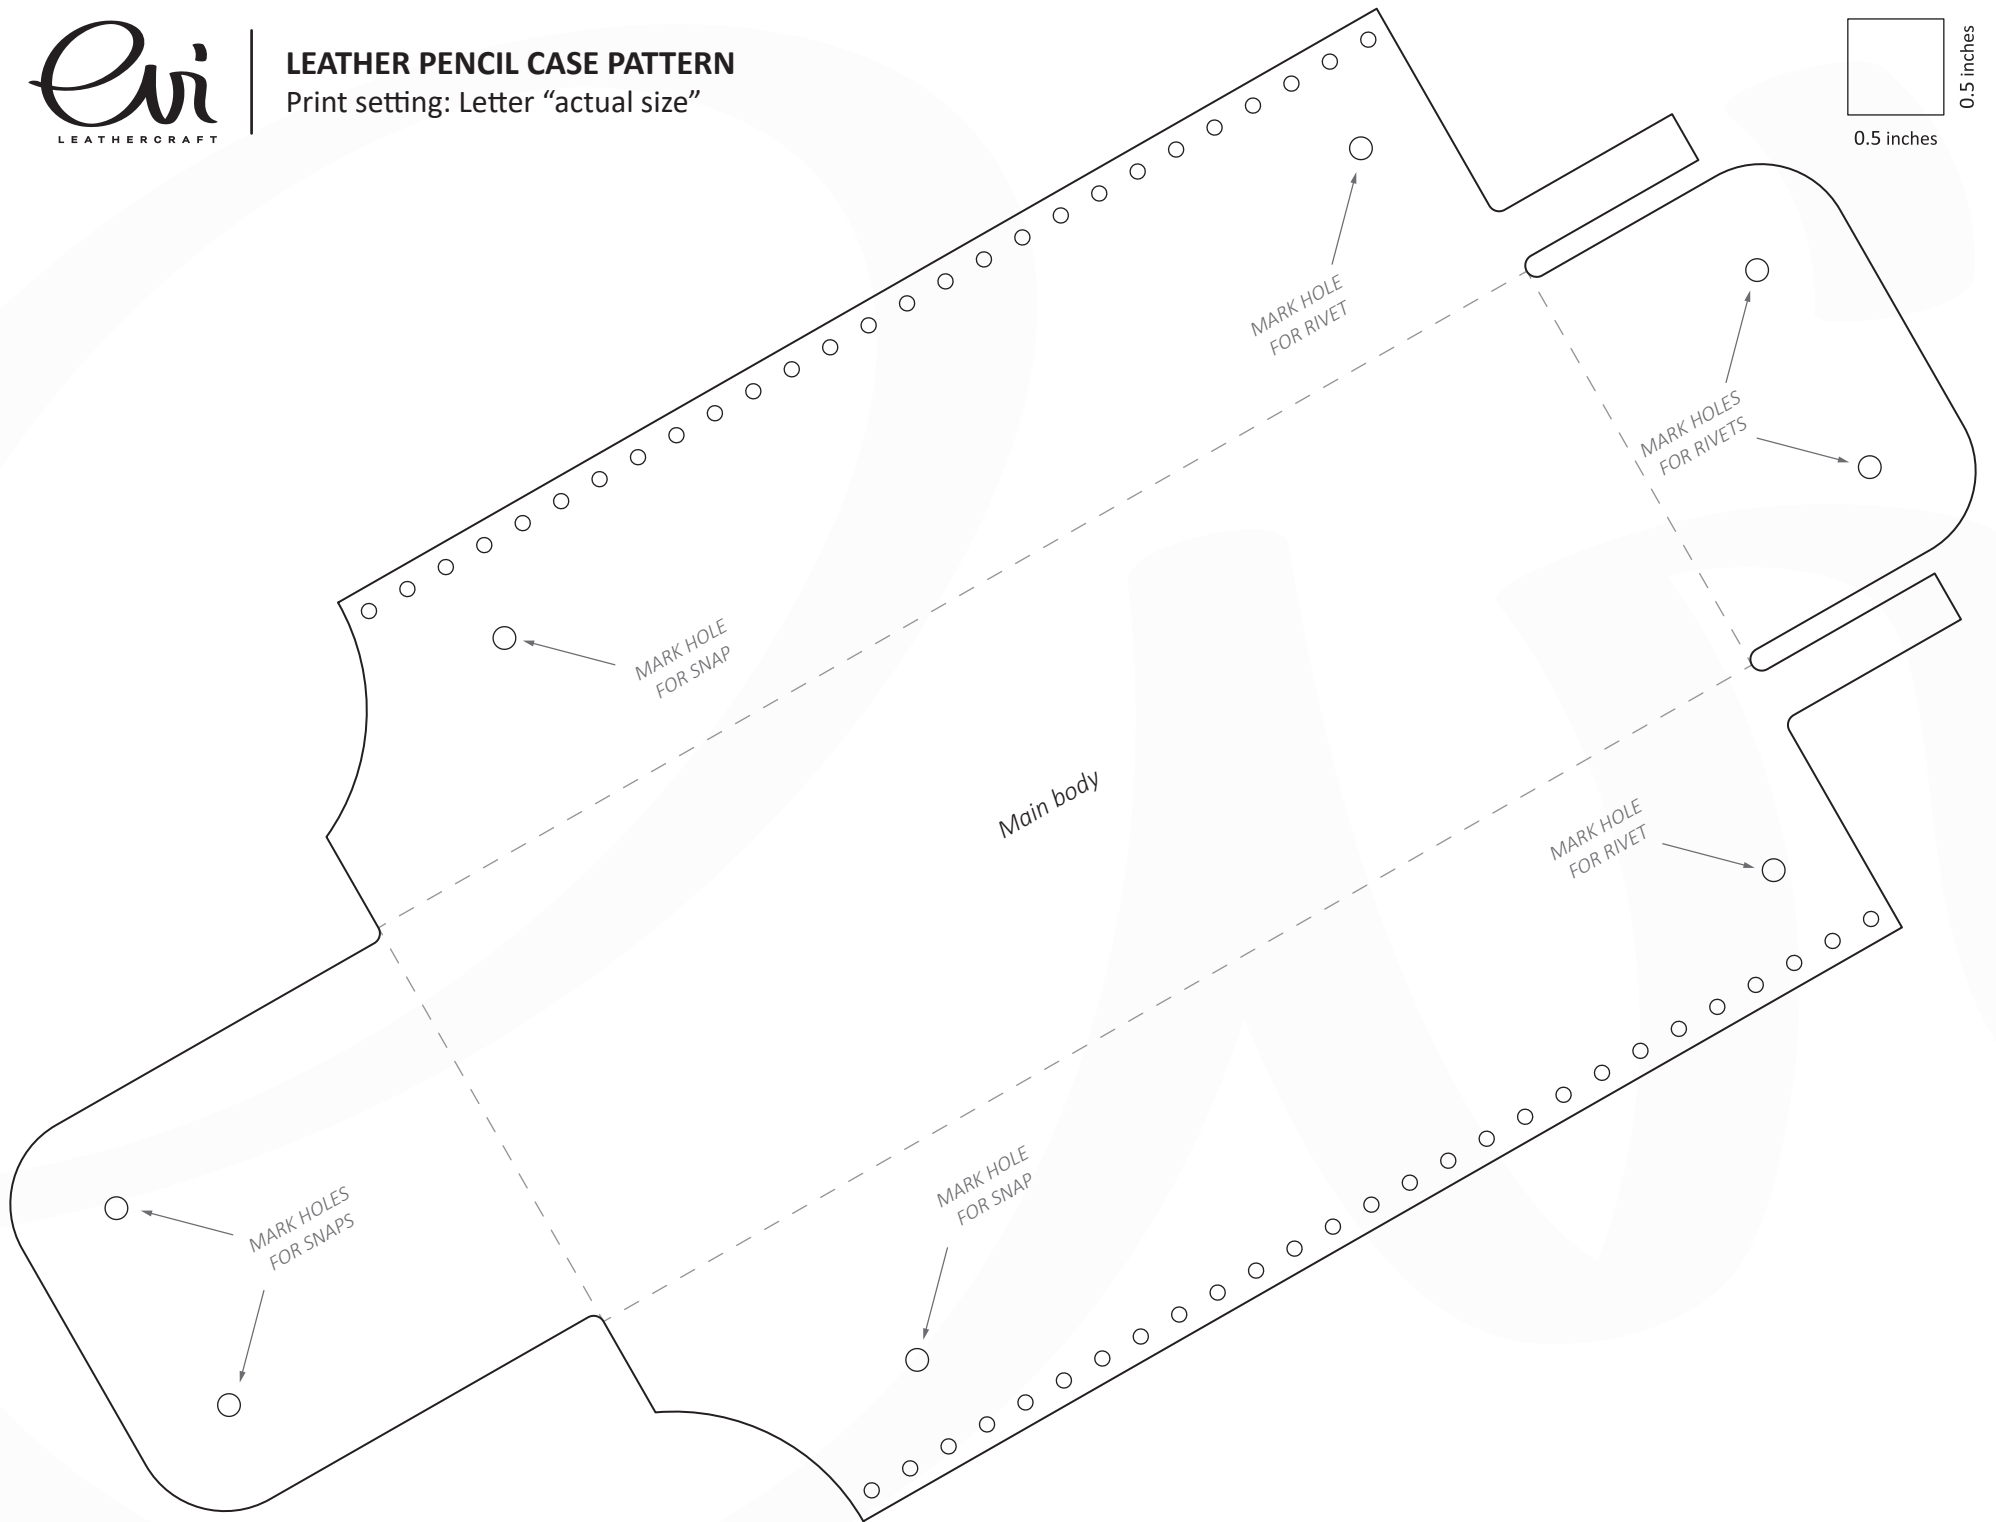 evi
LEATHERCRAFT
LEATHER PENCIL CASE PATTERN
Print setting: Letter “actual size”
0.5 inches
0.5 inches
MARK HOLE
FOR RIVET
MARK HOLES
FOR RIVETS
MARK HOLE
FOR SNAP
Main body
MARK HOLE
FOR RIVET
MARK HOLE
FOR SNAP
MARK HOLES
FOR SNAPS